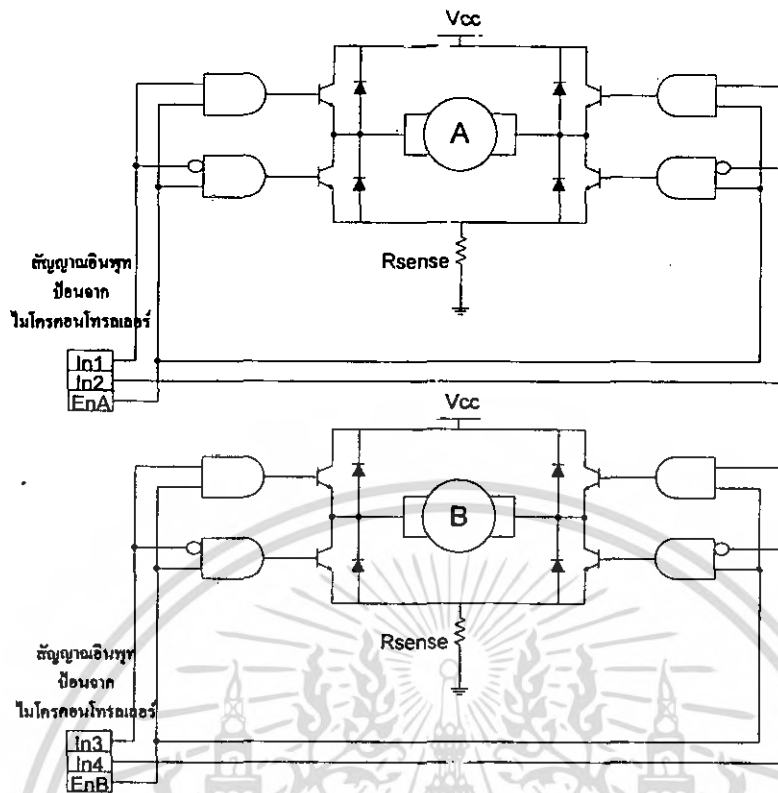 Vcc
A
Rsense
สัญญาณอินพุท
ป้อนจาก
ไมโครคอนโทรลเลอร์
In1
In2
EnA
Vcc
B
Rsense
สัญญาณอินพุท
ป้อนจาก
ไมโครคอนโทรลเลอร์
In3
In4
EnB